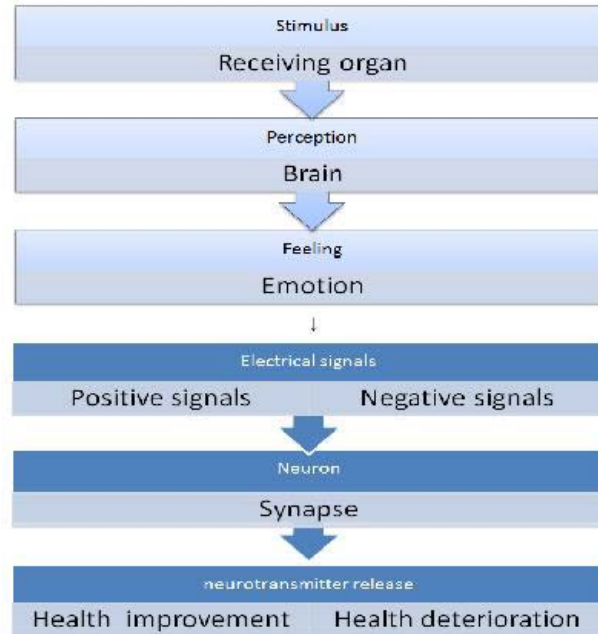 Stimulus
Receiving organ
Perception
Brain
Feeling
Emotion
↓
Electrical signals
Positive signals Negative signals
Neuron
Synapse
neurotransmitter release
Health improvement Health deterioration